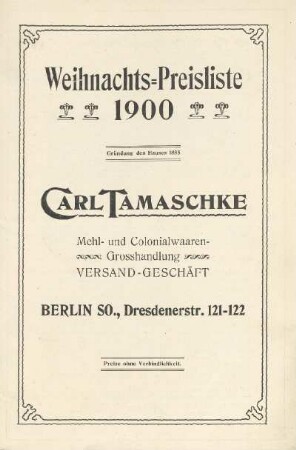 Weihnachts=Preisliste
1900
Gründung des Hauses
CARL TAMASCHKE
Mehl- und Colonialwaaren-
Grosshandlung
VERSAND-GESCHÄFT
BERLIN SO., Dresdenerstr. 121-122
Preise ohne Verbindlichkeit.